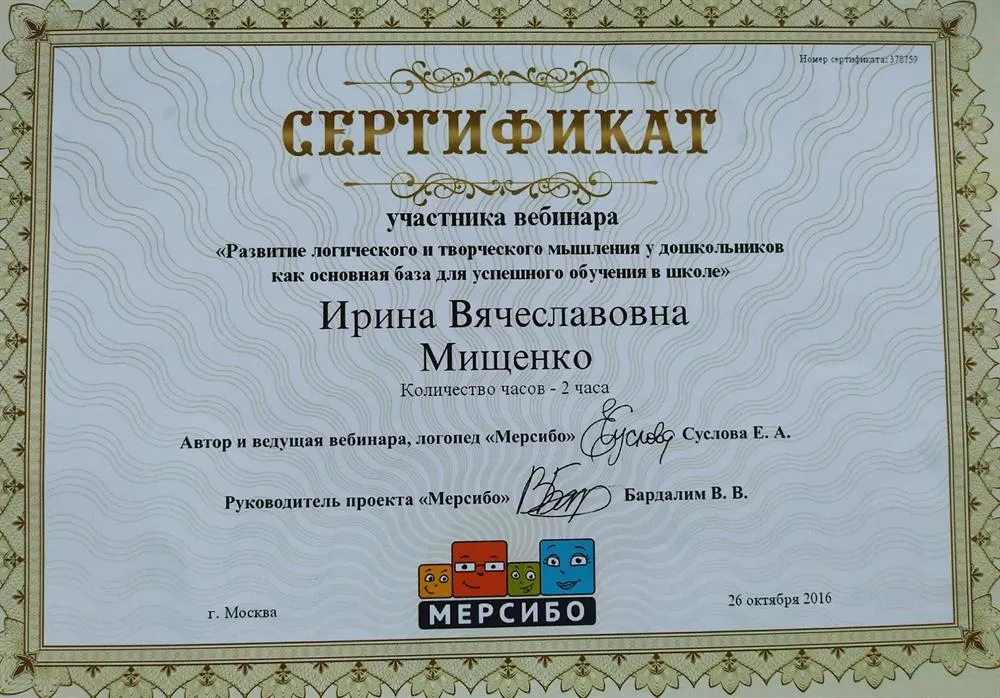 Номер сертификата: 378759
СЕРТИФИКАТ
участника вебинара
«Развитие логического и творческого мышления у дошкольников
как основная база для успешного обучения в школе»
Ирина Вячеславовна
Мищенко
Количество часов - 2 часа
Автор и ведущая вебинара, логопед «Мерсибо» Суслова Суслова Е. А.
Руководитель проекта «Мерсибо» Бардалим В. В.
МЕРСИБО
г. Москва
26 октября 2016